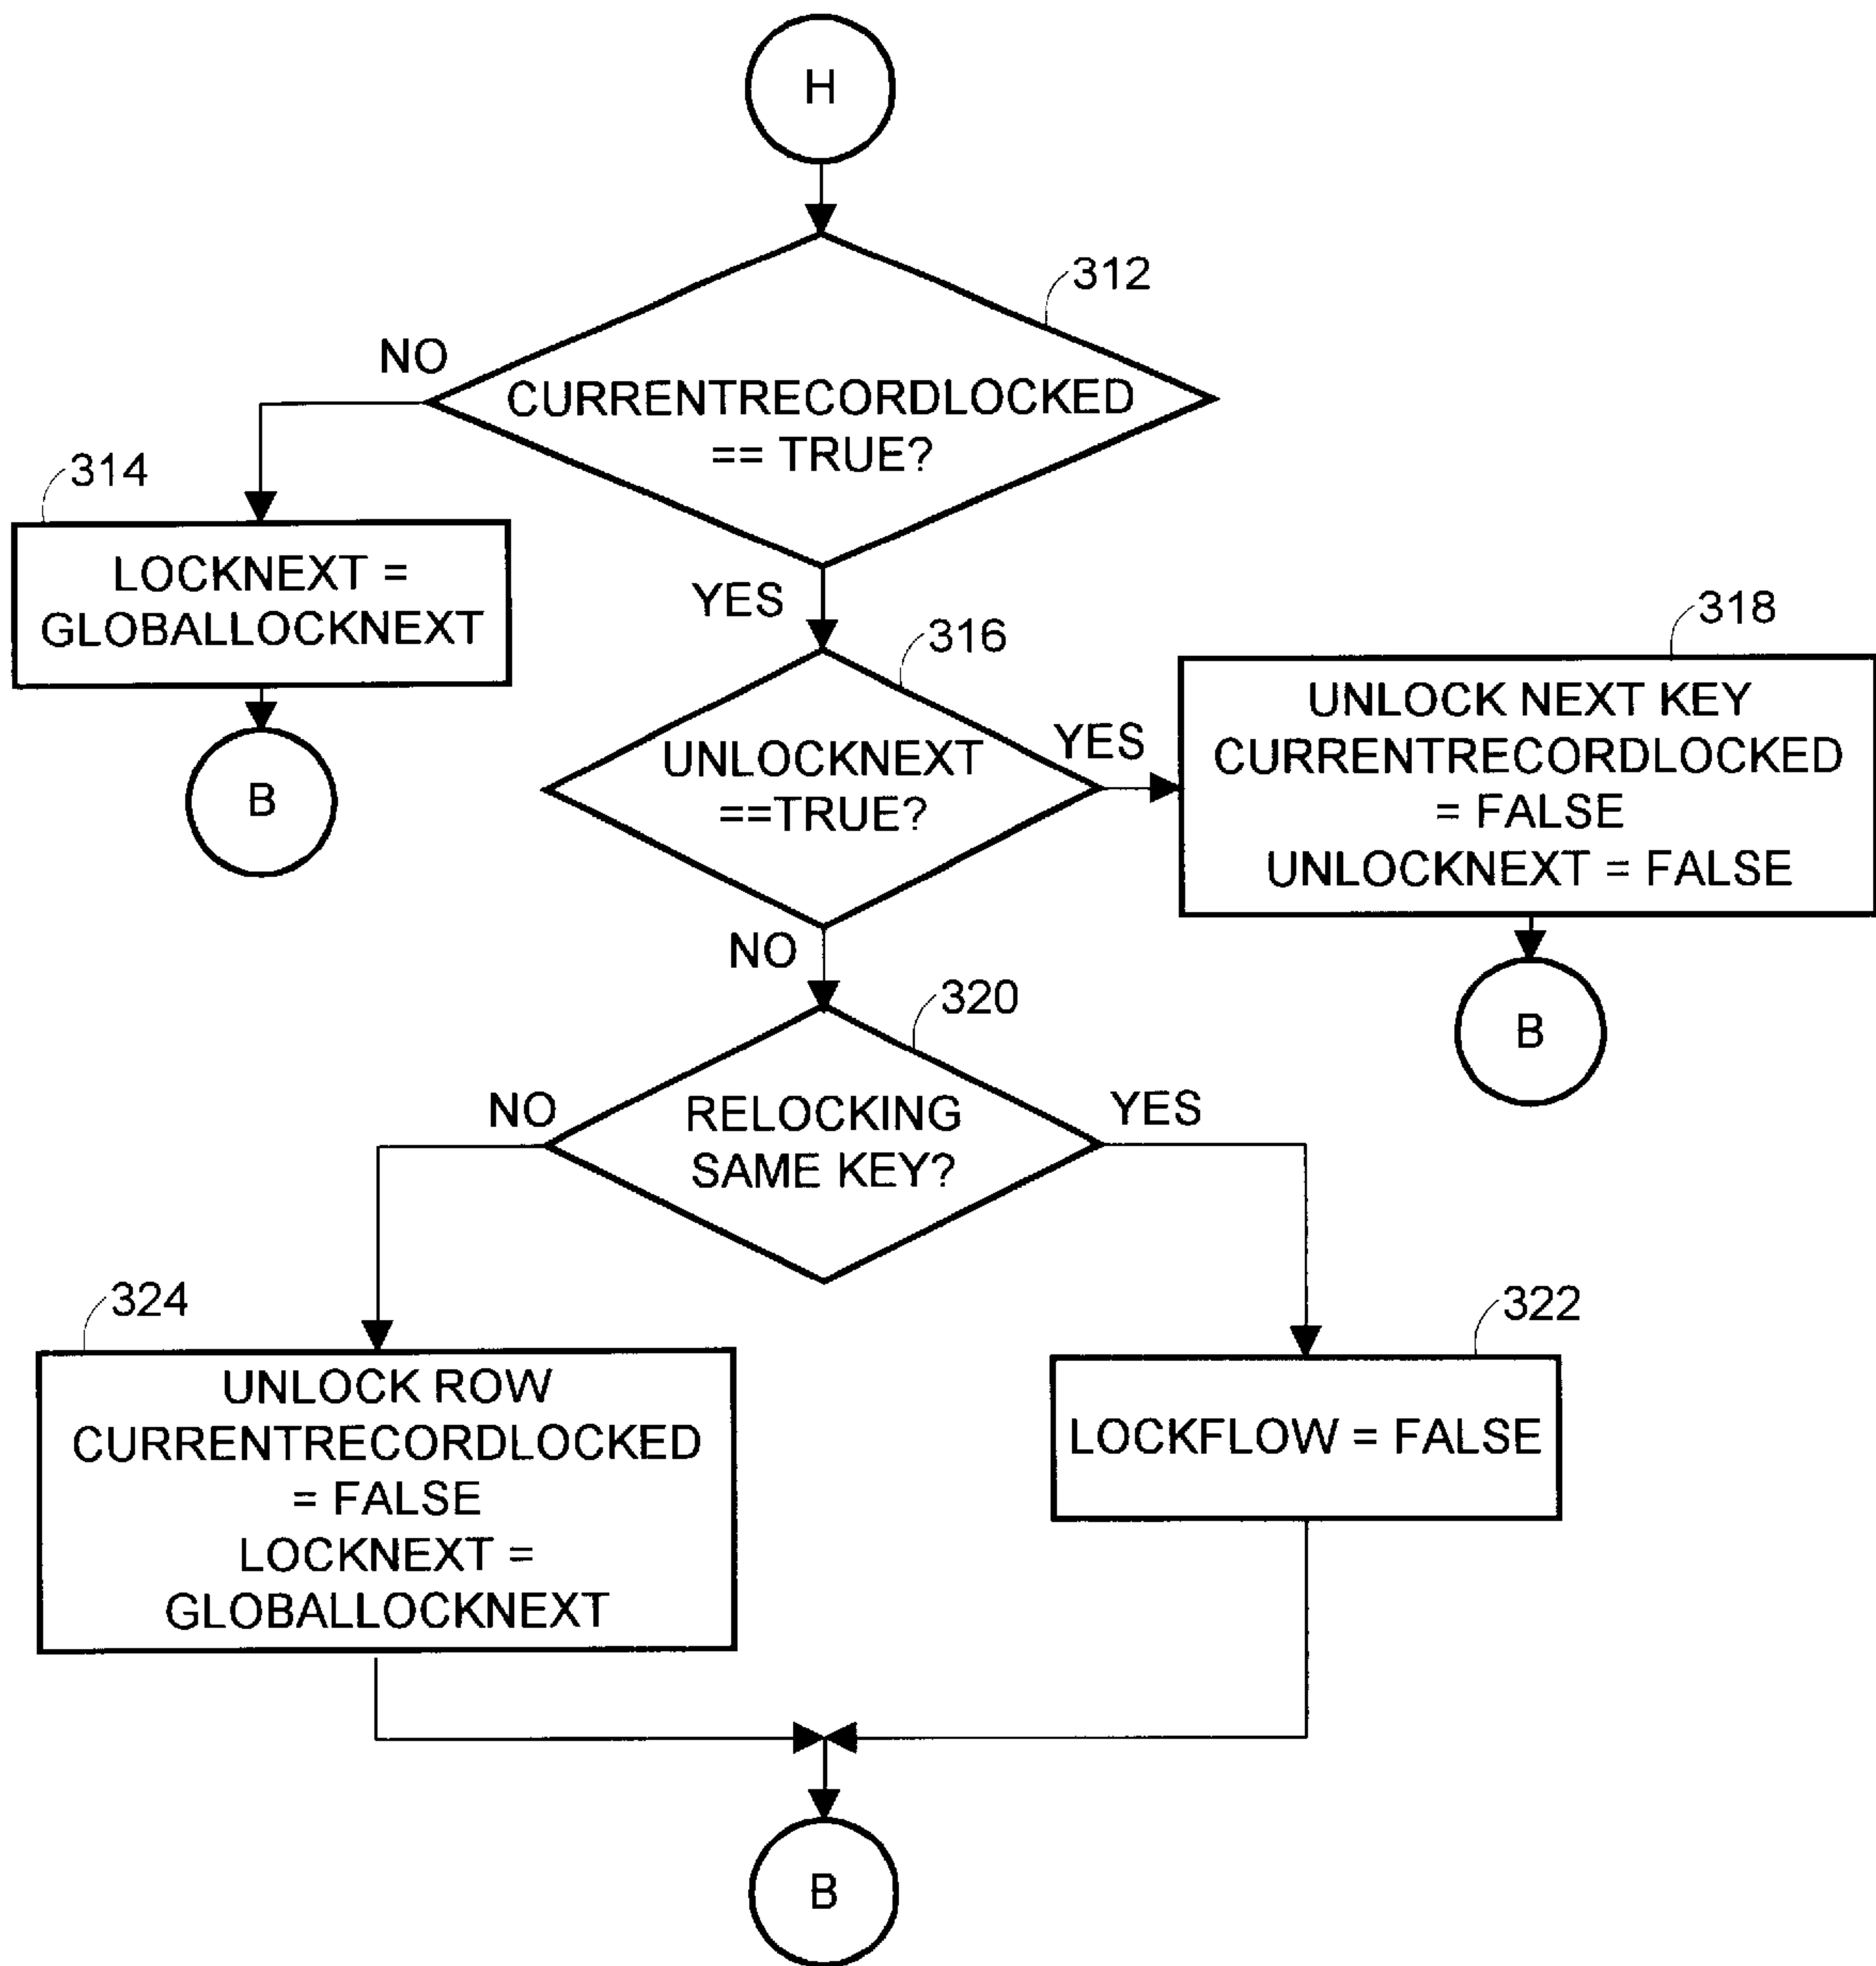 H
312
NO
CURRENTRECORDLOCKED
== TRUE?
314
LOCKNEXT =
GLOBALLOCKNEXT
YES
B
316
UNLOCKNEXT
==TRUE?
YES
318
UNLOCK NEXT KEY
CURRENTRECORDLOCKED
= FALSE
UNLOCKNEXT = FALSE
NO
B
320
NO
RELOCKING
SAME KEY?
YES
324
UNLOCK ROW
CURRENTRECORDLOCKED
= FALSE
LOCKNEXT =
GLOBALLOCKNEXT
322
LOCKFLOW = FALSE
B